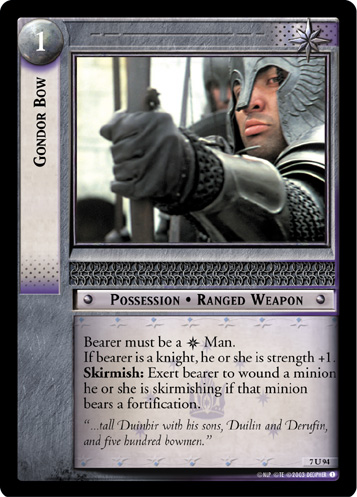 1
GONDOR BOW
POSSESSION • RANGED WEAPON
Bearer must be a Man.
If bearer is a knight, he or she is strength +1.
Skirmish: Exert bearer to wound a minion
he or she is skirmishing if that minion
bears a fortification.
“...tall Duinhir with his sons, Duilin and Derufin,
and five hundred bowmen.”
7 U 94